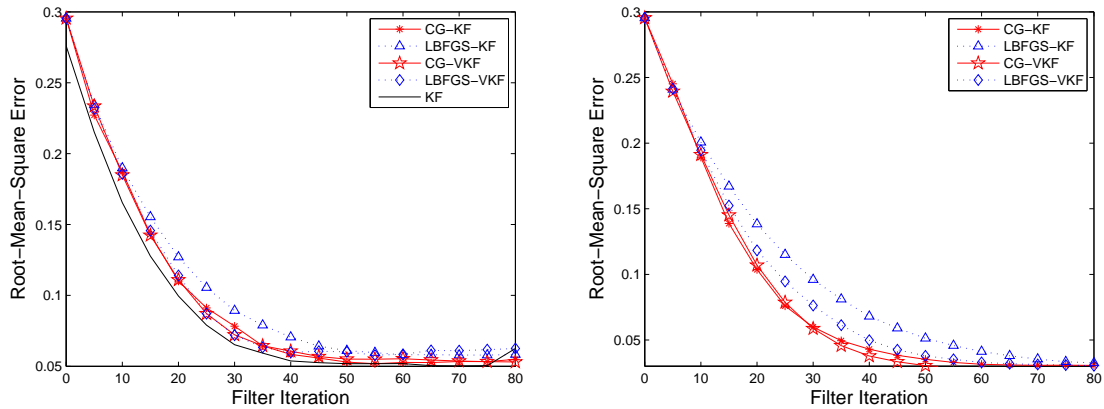 0.3
0.25
0.2
0.15
0.1
0.05
0 10 20 30 40 50 60 70 80
Root−Mean−Square Error
Filter Iteration
CG−KF
LBFGS−KF
CG−VKF
LBFGS−VKF
KF
0.3
0.25
0.2
0.15
0.1
0.05
0 10 20 30 40 50 60 70 80
Root−Mean−Square Error
Filter Iteration
CG−KF
LBFGS−KF
CG−VKF
LBFGS−VKF